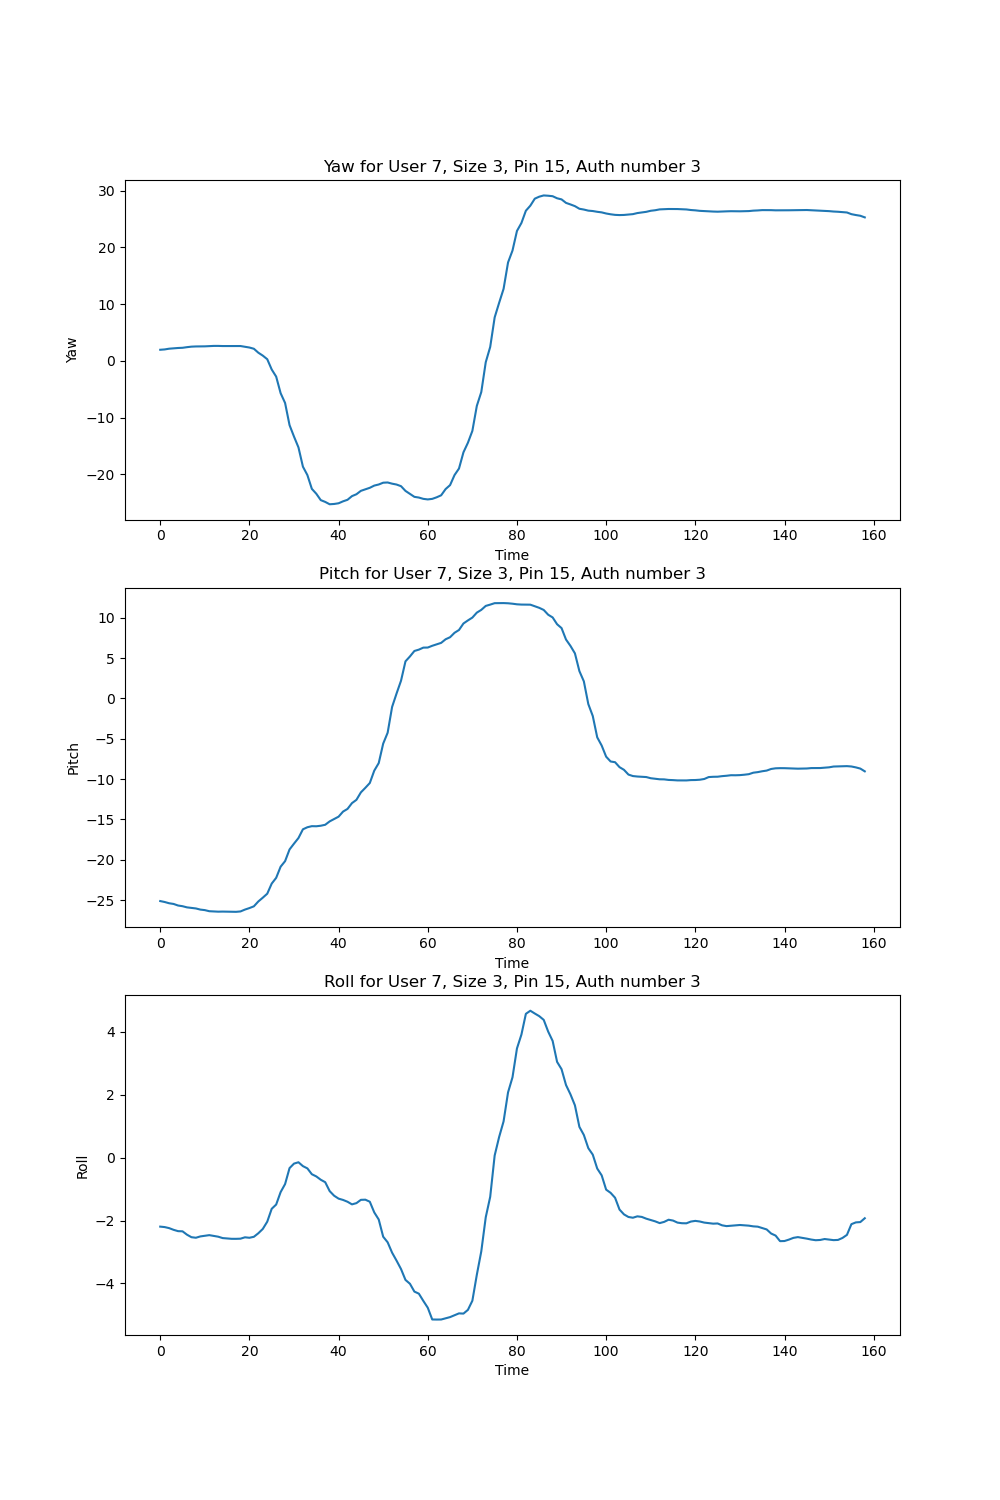 Yaw for User 7, Size 3, Pin 15, Auth number 3
30
20
10
0
−10
−20
Yaw
0 20 40 60 80 100 120 140 160
Time
Pitch for User 7, Size 3, Pin 15, Auth number 3
10
5
0
−5
−10
−15
−20
−25
Pitch
0 20 40 60 80 100 120 140 160
Time
Roll for User 7, Size 3, Pin 15, Auth number 3
4
2
0
−2
−4
Roll
0 20 40 60 80 100 120 140 160
Time